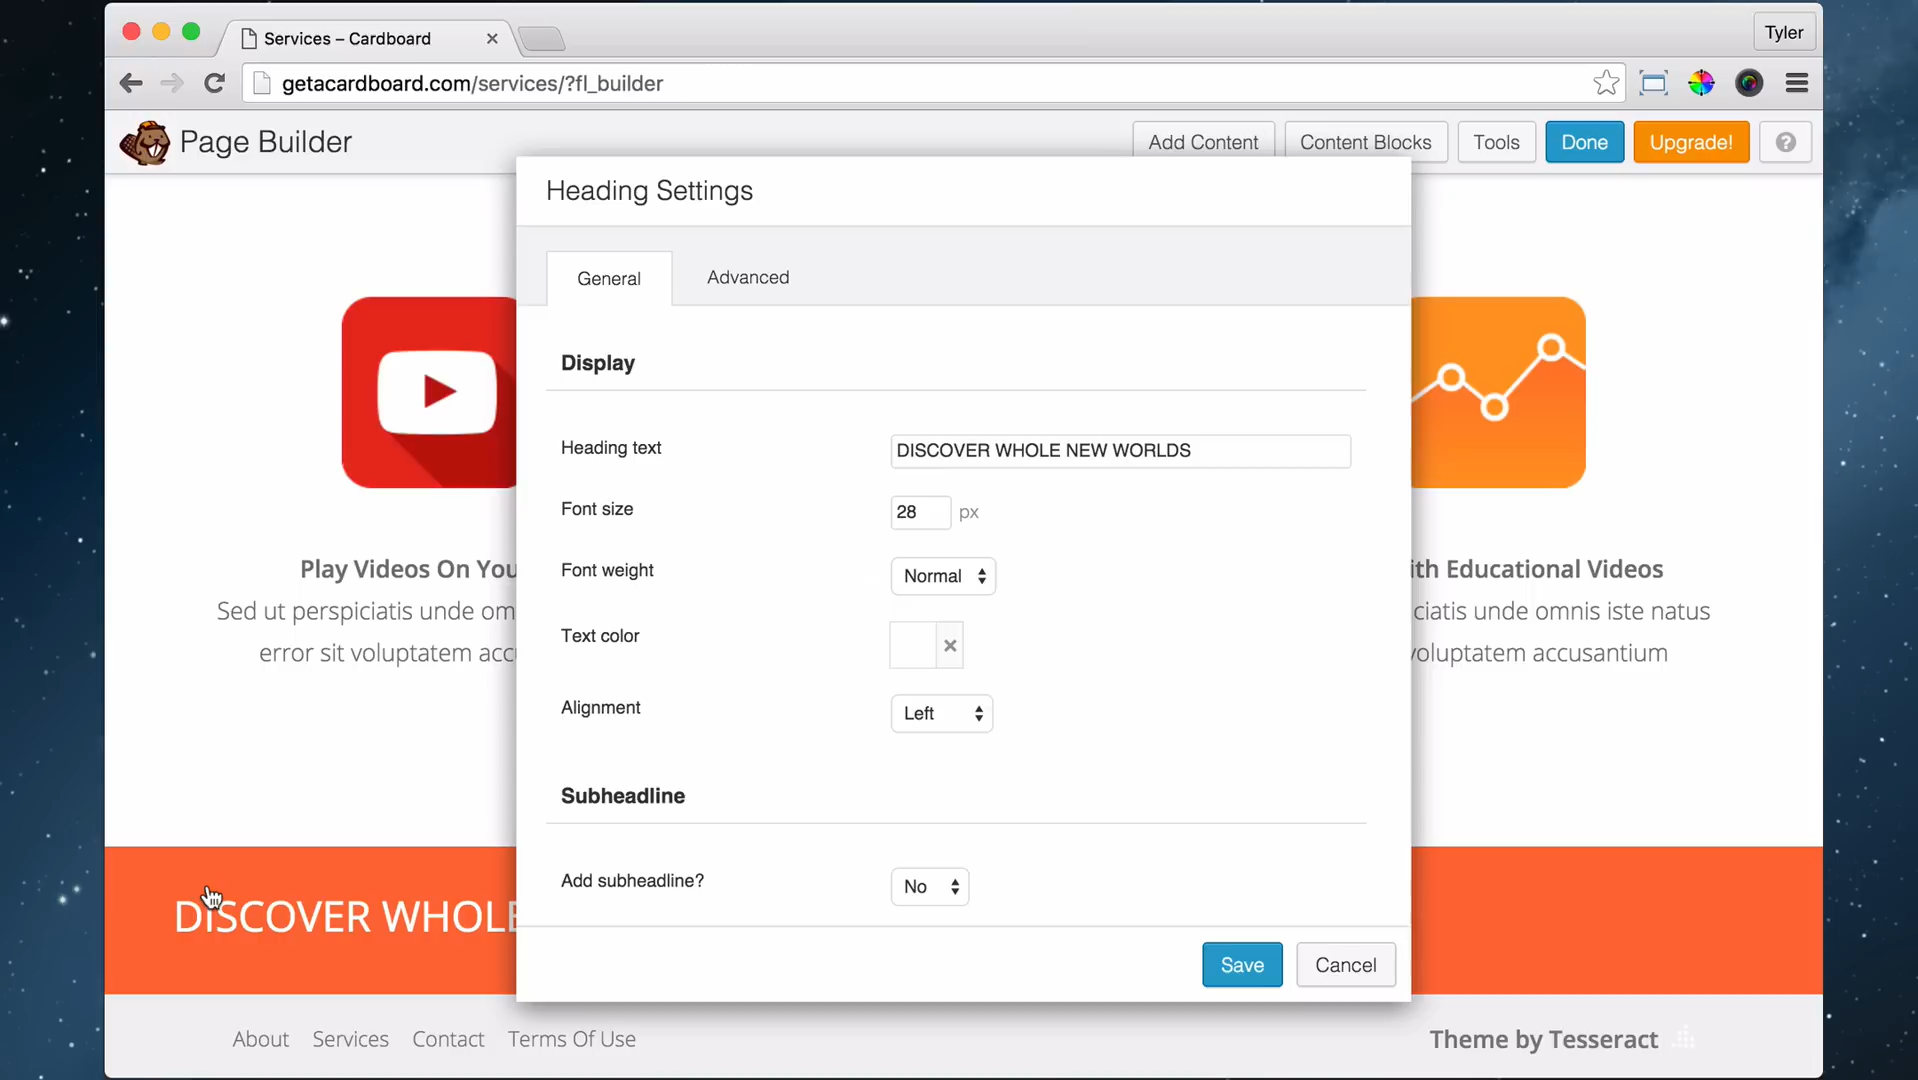 Services – Cardboard
Tyler
getacardboard.com/services/?fl_builder
Page Builder
Add Content
Content Blocks
Tools
Done
Upgrade!
?
Heading Settings
General
Advanced
Display
Heading text
DISCOVER WHOLE NEW WORLDS
Font size
28 px
Font weight
Normal
Text color
Alignment
Left
Subheadline
Add subheadline?
No
Save
Cancel
Play Videos On You
Sed ut perspiciatis unde om
error sit voluptatem acc
ith Educational Videos
ciatis unde omnis iste natus
voluptatem accusantium
DISCOVER WHOLE
About Services Contact Terms Of Use
Theme by Tesseract